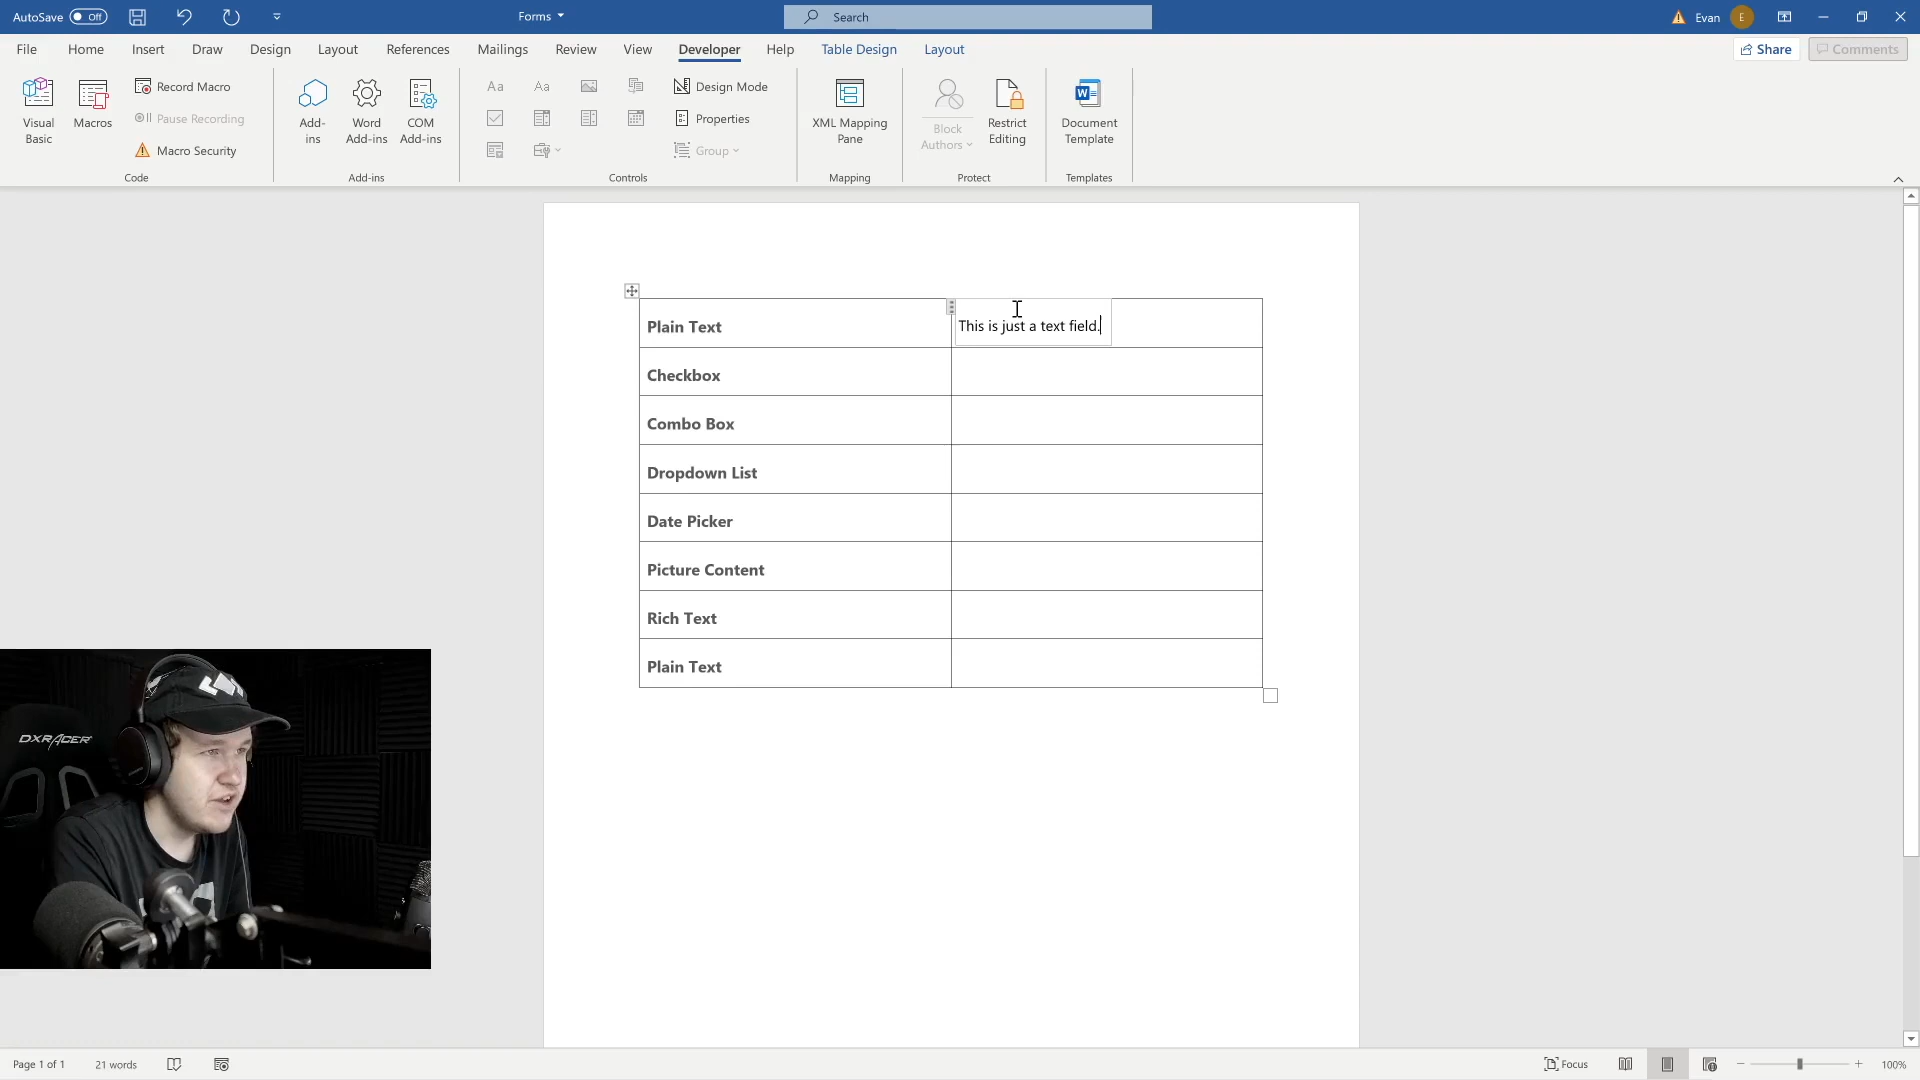 AutoSave Off
Forms
Search
Evan E
File Home Insert Draw Design Layout References Mailings Review View Developer Help Table Design Layout
Share Comments
Visual Basic
Macros
Record Macro
Pause Recording
Macro Security
Code
Add-ins
Word Add-ins
COM Add-ins
Add-ins
Aa Aa
Design Mode
Properties
Group
Controls
XML Mapping Pane
Mapping
Block Authors
Restrict Editing
Protect
Document Template
Templates
Plain Text This is just a text field.
Checkbox
Combo Box
Dropdown List
Date Picker
Picture Content
Rich Text
Plain Text
DXRACER
Page 1 of 1 21 words
Focus 100%